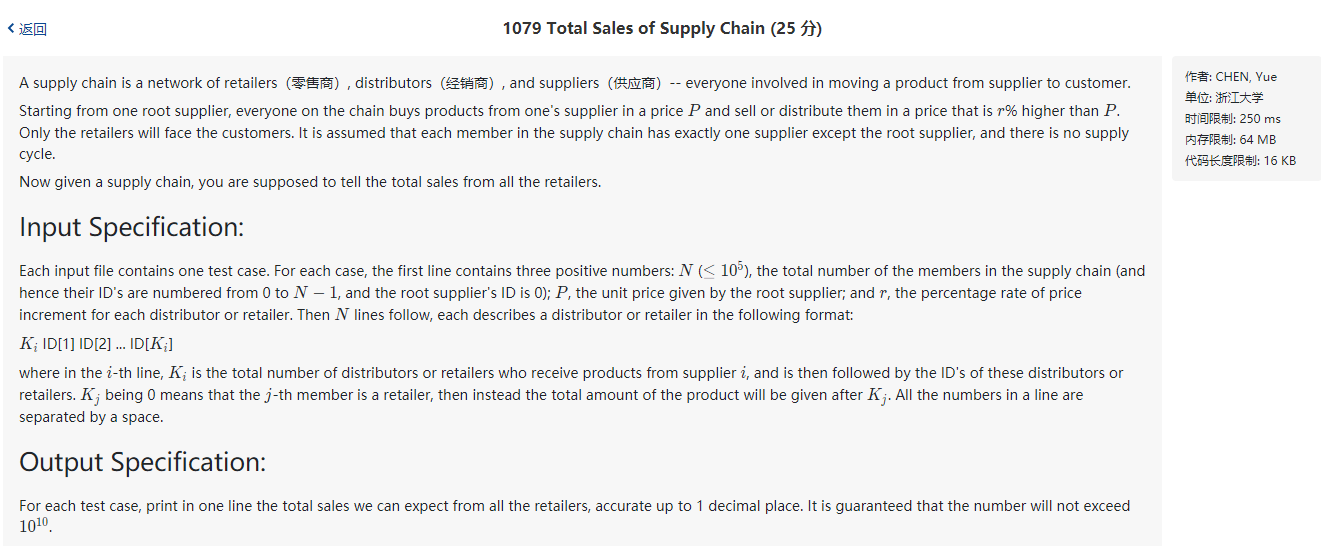 返回
1079 Total Sales of Supply Chain (25 分)
A supply chain is a network of retailers（零售商）, distributors（经销商）, and suppliers（供应商）-- everyone involved in moving a product from supplier to customer.
Starting from one root supplier, everyone on the chain buys products from one's supplier in a price P and sell or distribute them in a price that is r% higher than P.
Only the retailers will face the customers. It is assumed that each member in the supply chain has exactly one supplier except the root supplier, and there is no supply
cycle.
Now given a supply chain, you are supposed to tell the total sales from all the retailers.
Input Specification:
Each input file contains one test case. For each case, the first line contains three positive numbers: N (≤ 10⁵), the total number of the members in the supply chain (and
hence their ID's are numbered from 0 to N − 1, and the root supplier's ID is 0); P, the unit price given by the root supplier; and r, the percentage rate of price
increment for each distributor or retailer. Then N lines follow, each describes a distributor or retailer in the following format:
Kᵢ ID[1] ID[2] ... ID[Kᵢ]
where in the i-th line, Kᵢ is the total number of distributors or retailers who receive products from supplier i, and is then followed by the ID's of these distributors or
retailers. Kⱼ being 0 means that the j-th member is a retailer, then instead the total amount of the product will be given after Kⱼ. All the numbers in a line are
separated by a space.
Output Specification:
For each test case, print in one line the total sales we can expect from all the retailers, accurate up to 1 decimal place. It is guaranteed that the number will not exceed
10¹⁰.
作者: CHEN, Yue
单位: 浙江大学
时间限制: 250 ms
内存限制: 64 MB
代码长度限制: 16 KB